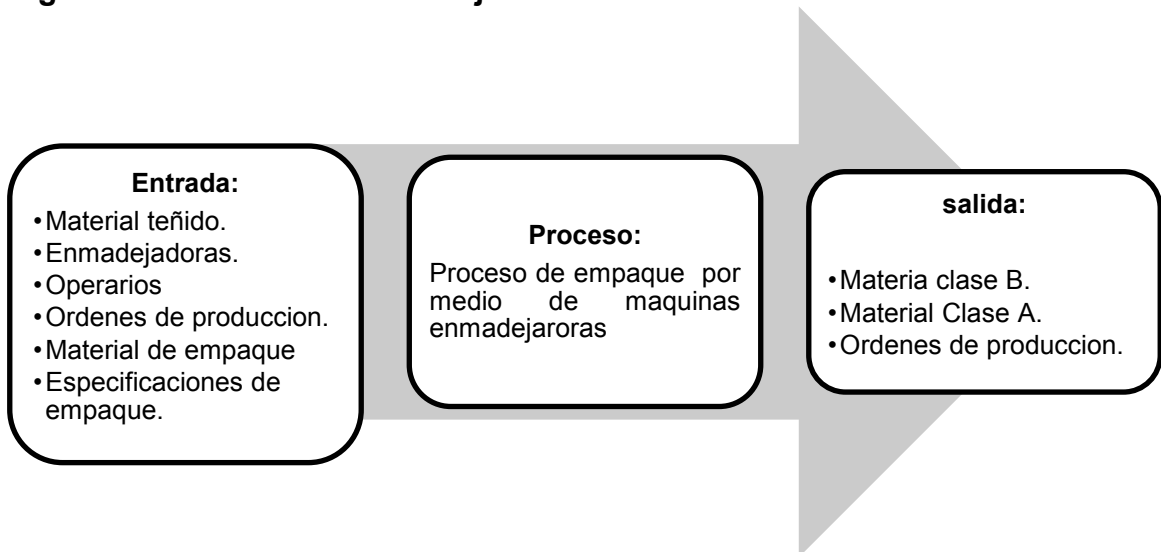 Entrada:
•Material teñido.
•Enmadejadoras.
•Operarios
•Ordenes de produccion.
•Material de empaque
•Especificaciones de
empaque.
Proceso:
Proceso de empaque por
medio de maquinas
enmadejaroras
salida:
•Materia clase B.
•Material Clase A.
•Ordenes de produccion.